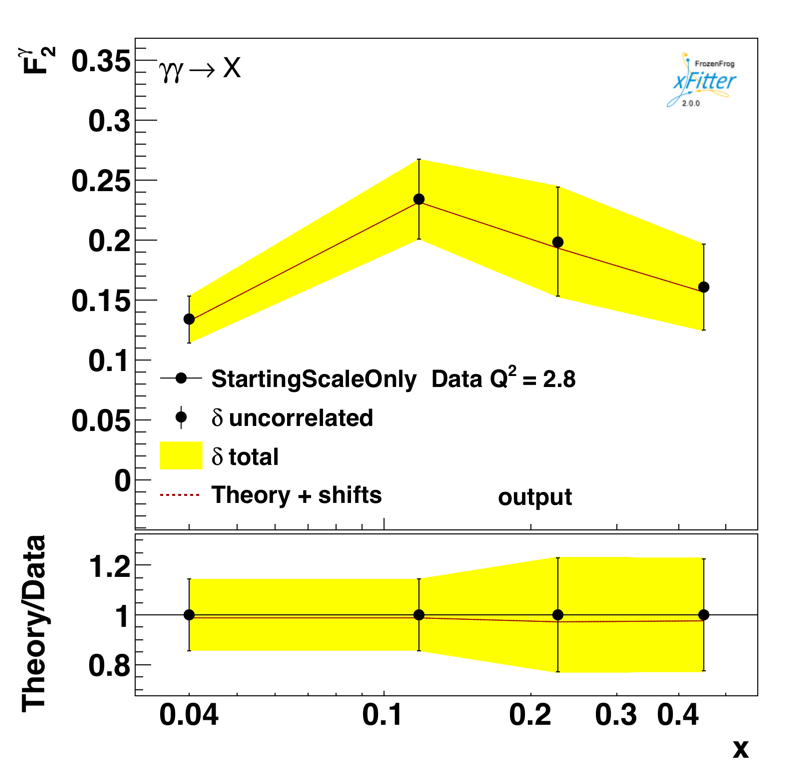 F₂^γ
γγ → X
FrozenFrog
xFitter
2.0.0
0.35
0.3
0.25
0.2
0.15
0.1
0.05
0
StartingScaleOnly Data Q² = 2.8
δ uncorrelated
δ total
Theory + shifts
output
Theory/Data
1.2
1
0.8
0.04 0.1 0.2 0.3 0.4
x